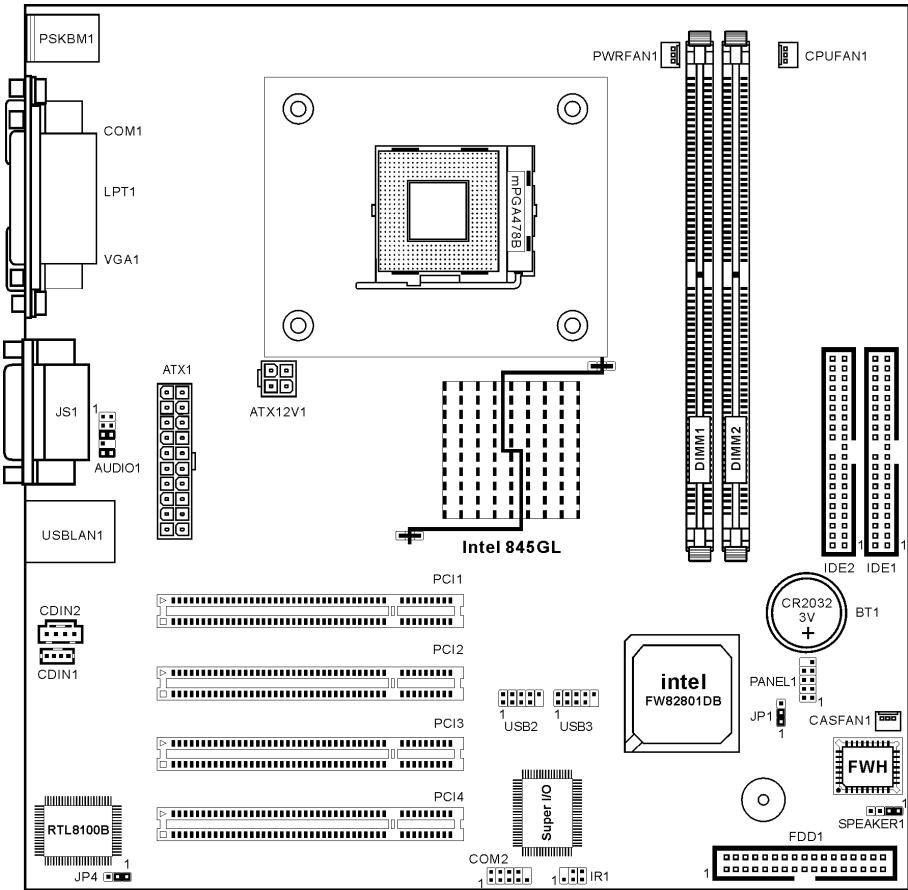 PSKBM1
PWRFAN1
CPUFAN1
COM1
LPT1
VGA1
mPGA478B
JS1
1
AUDIO1
ATX1
ATX12V1
DIMM1
DIMM2
Intel 845GL
1
1
IDE2
IDE1
USBLAN1
CDIN2
CDIN1
PCI1
PCI2
PCI3
PCI4
CR2032
3V
+
BT1
intel
FW82801DB
PANEL1
1
JP1
1
CASFAN1
1
USB2
1
USB3
FWH
1
SPEAKER1
Super I/O
RTL8100B
1
JP4
COM2
1
1
IR1
FDD1
1